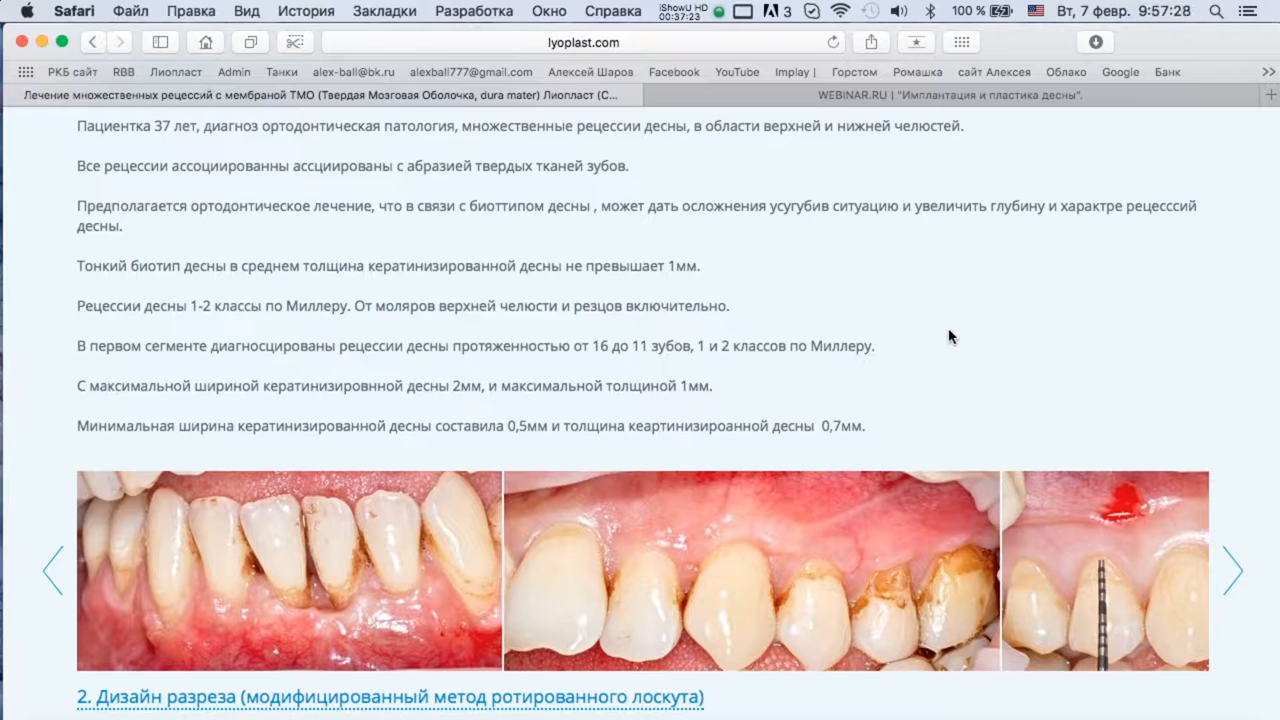 Safari Файл Правка Вид История Закладки Разработка Окно Справка iShowU HD 00:37:23 3 100 % Вт, 7 февр. 9:57:28
lyoplast.com
РКБ сайт RBB Лиопласт Admin Танки alex-ball@bk.ru alexball777@gmail.com Алексей Шаров Facebook YouTube Implay | Горстом Ромашка сайт Алексея Облако Google Банк
Лечение множественных рецессий с мембраной ТМО (Твердая Мозговая Оболочка, dura mater) Лиопласт (С... WEBINAR.RU | "Имплантация и пластика десны".
Пациентка 37 лет, диагноз ортодонтическая патология, множественные рецессии десны, в области верхней и нижней челюстей.
Все рецессии ассоциированны ассциированы с абразией твердых тканей зубов.
Предполагается ортодонтическое лечение, что в связи с биоттипом десны , может дать осложнения усугубив ситуацию и увеличить глубину и характре рецесссий
десны.
Тонкий биотип десны в среднем толщина кератинизированной десны не превышает 1мм.
Рецессии десны 1-2 классы по Миллеру. От моляров верхней челюсти и резцов включительно.
В первом сегменте диагносцированы рецессии десны протяженностью от 16 до 11 зубов, 1 и 2 классов по Миллеру.
С максимальной шириной кератинизировнной десны 2мм, и максимальной толщиной 1мм.
Минимальная ширина кератинизированной десны составила 0,5мм и толщина кеартинизироанной десны 0,7мм.
2. Дизайн разреза (модифицированный метод ротированного лоскута)